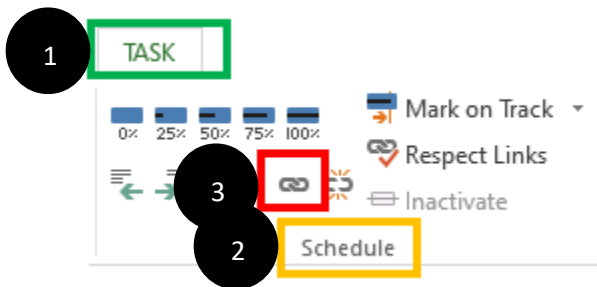 1 TASK
0% 25% 50% 75% 100% Mark on Track
Respect Links
3 Inactivate
2 Schedule